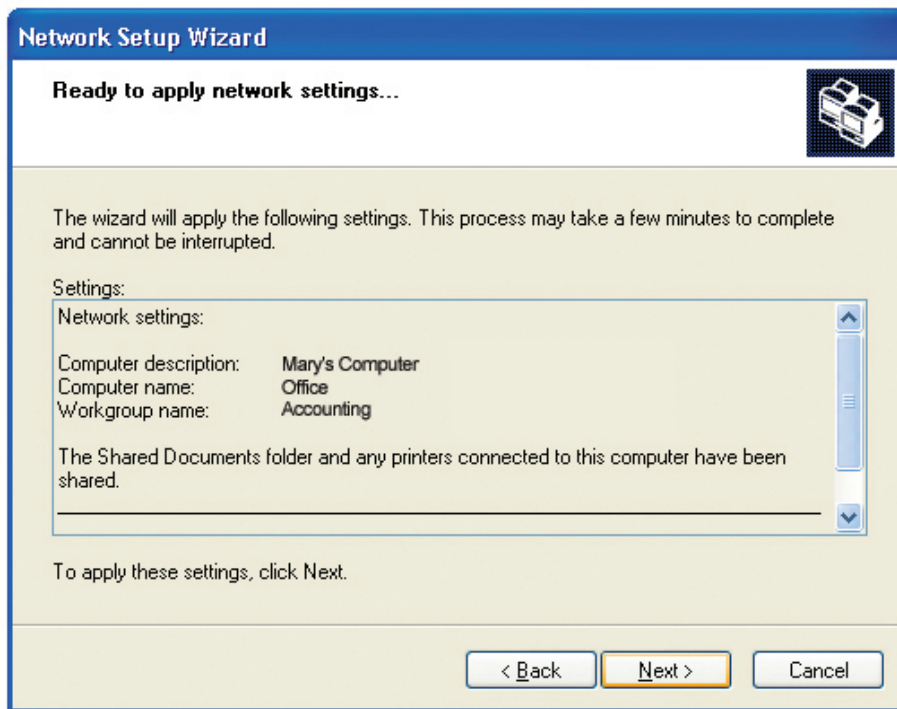 Network Setup Wizard
Ready to apply network settings...
The wizard will apply the following settings. This process may take a few minutes to complete
and cannot be interrupted.
Settings:
Network settings:
Computer description: Mary's Computer
Computer name: Office
Workgroup name: Accounting
The Shared Documents folder and any printers connected to this computer have been
shared.
To apply these settings, click Next.
< Back Next > Cancel